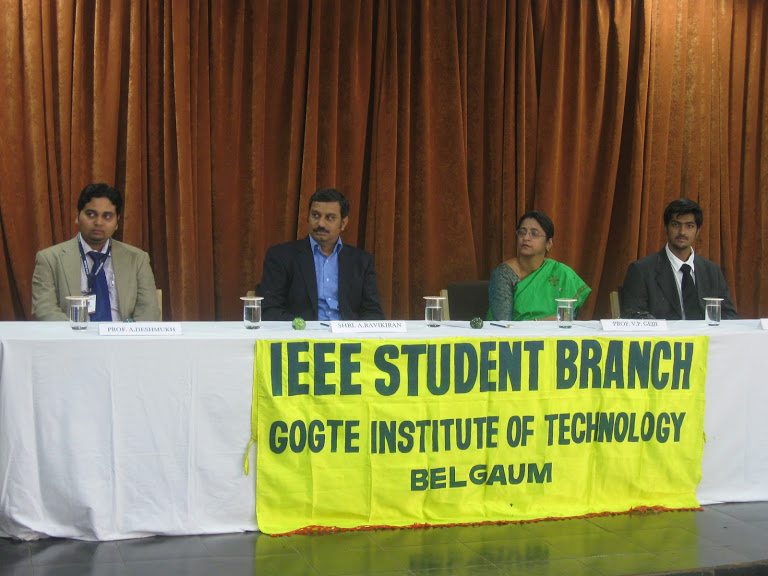 PROF. A.DESHMUKH
SHRI. A.RAVIKIRAN
PROF. V.P. GEJJI
IEEE STUDENT BRANCH
GOGTE INSTITUTE OF TECHNOLOGY
BELGAUM